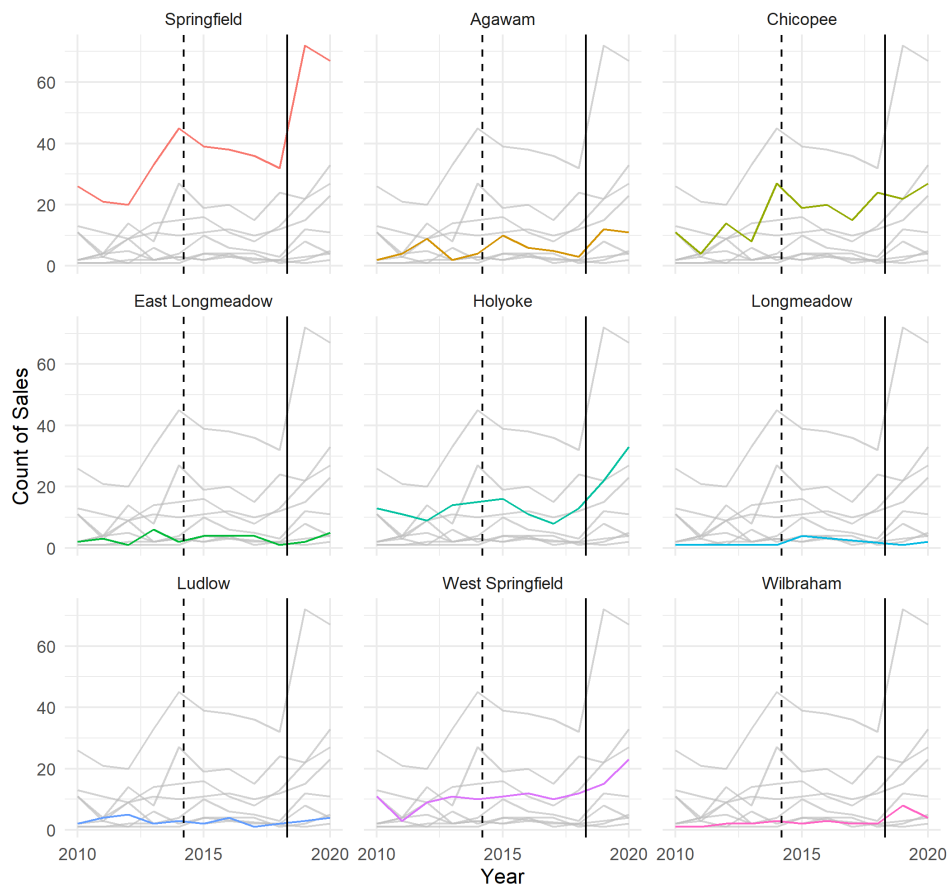 Springfield
Agawam
Chicopee
60
40
20
0
East Longmeadow
Holyoke
Longmeadow
Count of Sales
60
40
20
0
Ludlow
West Springfield
Wilbraham
60
40
20
0
2010
2015
2020
2010
2015
2020
2010
2015
2020
Year